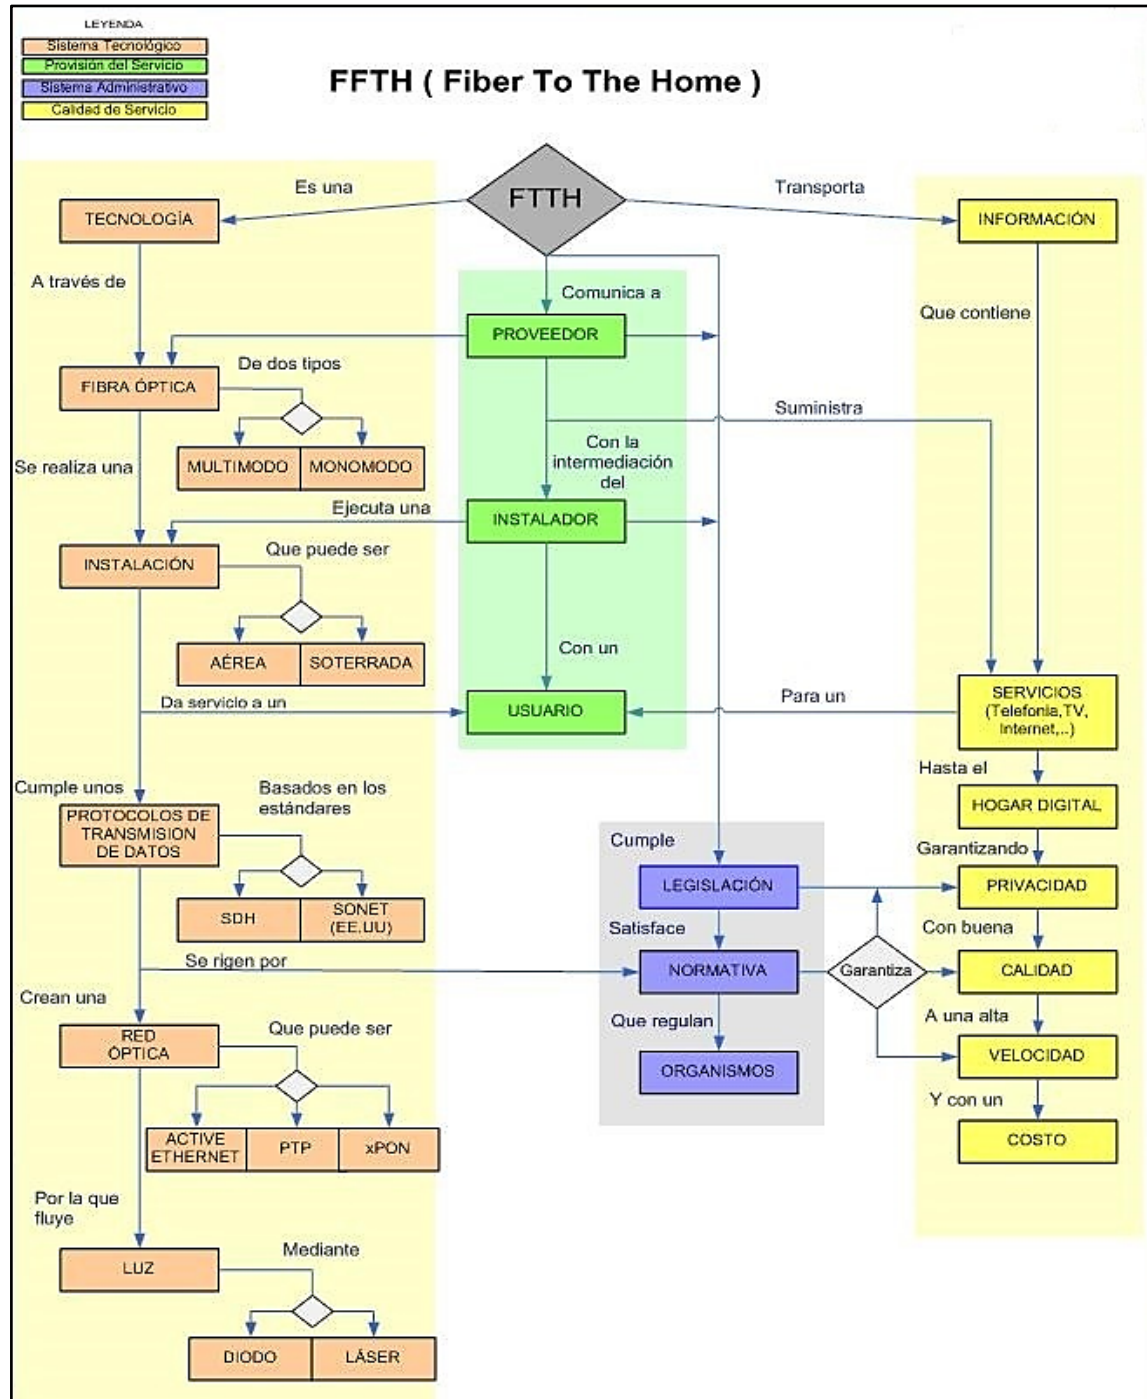 LEYENDA
Sistema Tecnológico
Provisión del Servicio
Sistema Administrativo
Calidad de Servicio
FFTH ( Fiber To The Home )
FTTH
Es una
Transporta
TECNOLOGÍA
INFORMACIÓN
A través de
Comunica a
Que contiene
PROVEEDOR
De dos tipos
FIBRA ÓPTICA
Suministra
Con la
intermediación
del
MULTIMODO
MONOMODO
Se realiza una
Ejecuta una
INSTALADOR
Que puede ser
INSTALACIÓN
AÉREA
SOTERRADA
Con un
Da servicio a un
USUARIO
Para un
SERVICIOS
(Telefonia,TV,
Internet,..)
Hasta el
HOGAR DIGITAL
Cumple unos
Basados en los
estándares
PROTOCOLOS DE
TRANSMISION
DE DATOS
Cumple
Garantizando
LEGISLACIÓN
PRIVACIDAD
SDH
SONET
(EE.UU)
Satisface
Con buena
Se rigen por
NORMATIVA
Garantiza
CALIDAD
Crean una
Que regulan
A una alta
RED
ÓPTICA
Que puede ser
ORGANISMOS
VELOCIDAD
Y con un
ACTIVE
ETHERNET
PTP
xPON
COSTO
Por la que
fluye
LUZ
Mediante
DIODO
LÁSER